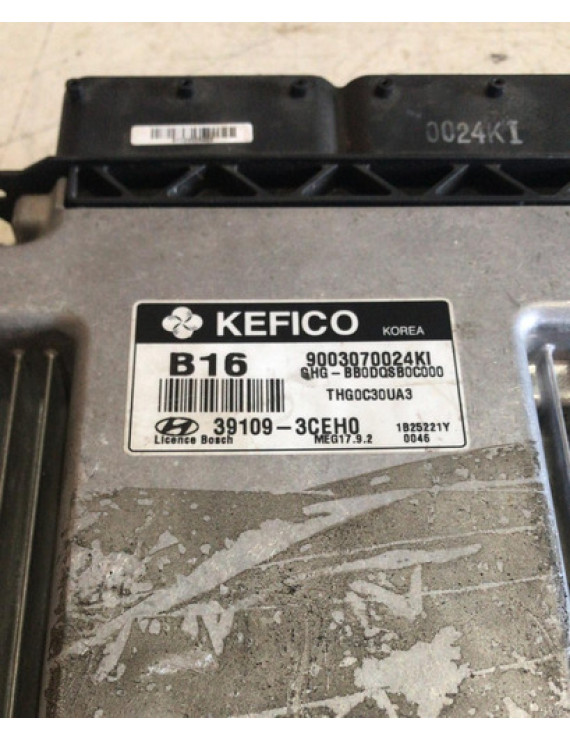 0024KI
KEFICO KOREA
B16 9003070024KI
GHG-BB0DQSB0C000
THG0C30UA3
39109-3CEH0 1B25221Y
Licence Bosch MEG17.9.2 0046